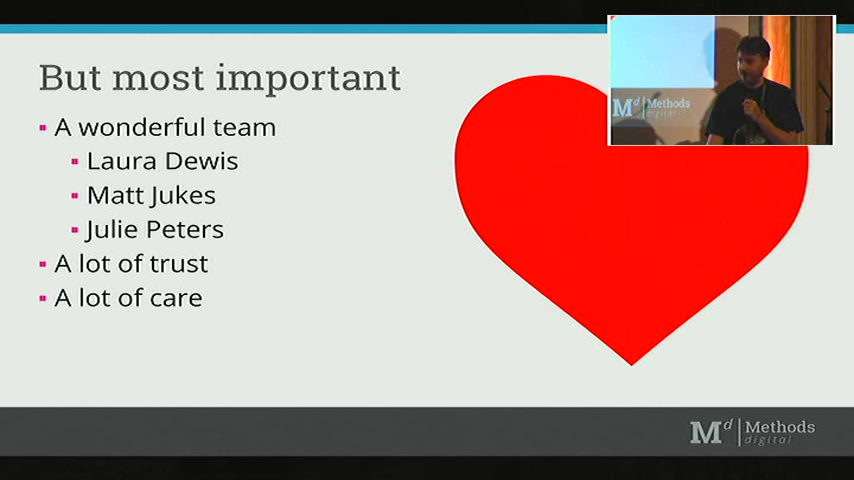 But most important
▪ A wonderful team
▪ Laura Dewis
▪ Matt Jukes
▪ Julie Peters
▪ A lot of trust
▪ A lot of care
Md | Methods
digital
Md | Methods
digital